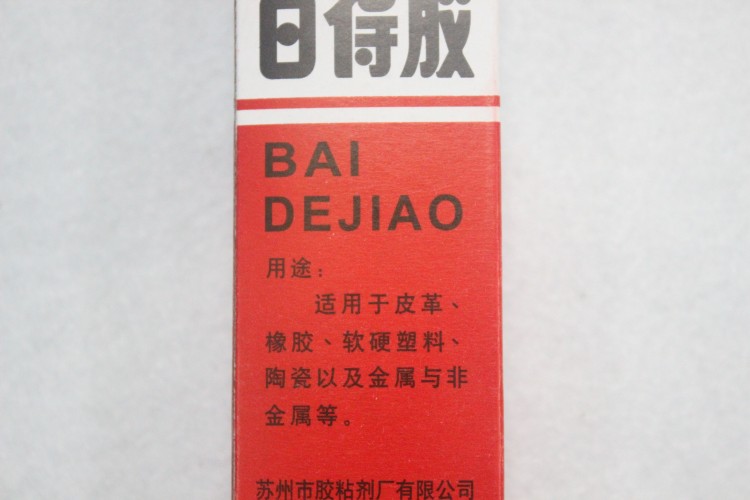 百得胶
BAI
DEJIAO
用途：
适用于皮革、
橡胶、软硬塑料、
陶瓷以及金属与非
金属等。
苏州市胶粘剂厂有限公司